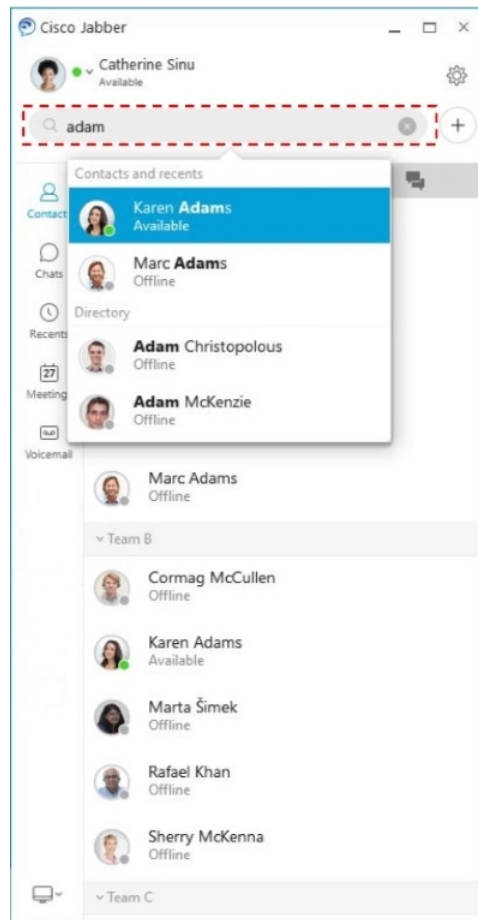 Cisco Jabber
Catherine Sinu
Available
adam
Contacts and recents
Karen Adams
Available
Marc Adams
Offline
Directory
Adam Christopolous
Offline
Adam McKenzie
Offline
Contact
Chats
Recents
27
Meeting
Voicemail
Marc Adams
Offline
Team B
Cormag McCullen
Offline
Karen Adams
Available
Marta Šimek
Offline
Rafael Khan
Offline
Sherry McKenna
Offline
Team C